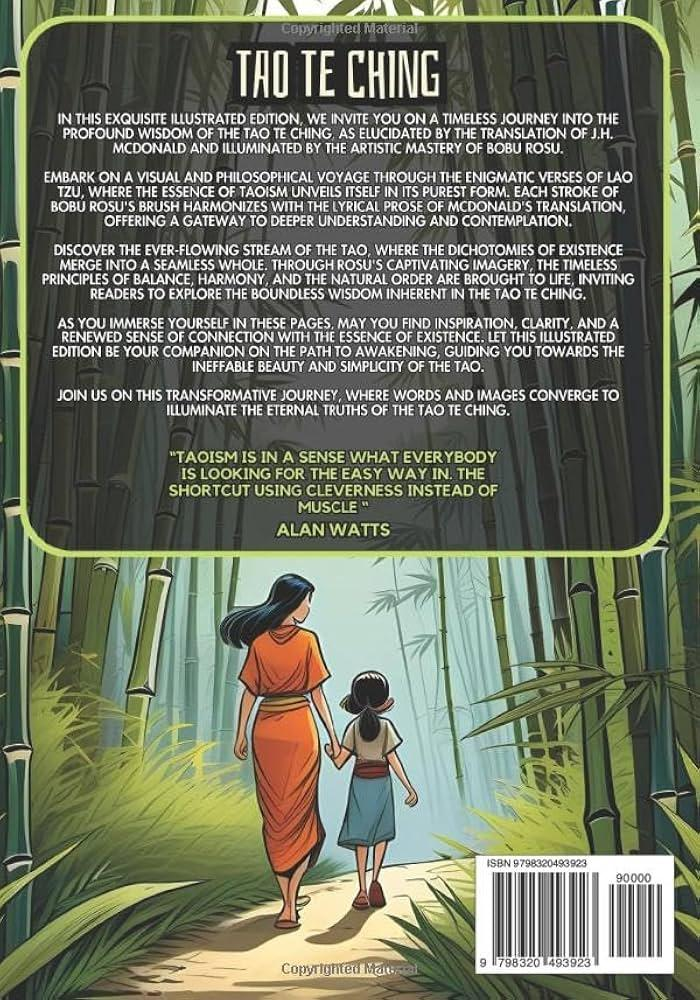 Copyrighted Material
TAO TE CHING
IN THIS EXQUISITE ILLUSTRATED EDITION, WE INVITE YOU ON A TIMELESS JOURNEY INTO THE
PROFOUND WISDOM OF THE TAO TE CHING, AS ELUCIDATED BY THE TRANSLATION OF J.H.
MCDONALD AND ILLUMINATED BY THE ARTISTIC MASTERY OF BOBU ROSU.
EMBARK ON A VISUAL AND PHILOSOPHICAL VOYAGE THROUGH THE ENIGMATIC VERSES OF LAO
TZU, WHERE THE ESSENCE OF TAOISM UNVEILS ITSELF IN ITS PUREST FORM. EACH STROKE OF
BOBU ROSU'S BRUSH HARMONIZES WITH THE LYRICAL PROSE OF MCDONALD'S TRANSLATION,
OFFERING A GATEWAY TO DEEPER UNDERSTANDING AND CONTEMPLATION.
DISCOVER THE EVER-FLOWING STREAM OF THE TAO, WHERE THE DICHOTOMIES OF EXISTENCE
MERGE INTO A SEAMLESS WHOLE. THROUGH ROSU'S CAPTIVATING IMAGERY, THE TIMELESS
PRINCIPLES OF BALANCE, HARMONY, AND THE NATURAL ORDER ARE BROUGHT TO LIFE, INVITING
READERS TO EXPLORE THE BOUNDLESS WISDOM INHERENT IN THE TAO TE CHING.
AS YOU IMMERSE YOURSELF IN THESE PAGES, MAY YOU FIND INSPIRATION, CLARITY, AND A
RENEWED SENSE OF CONNECTION WITH THE ESSENCE OF EXISTENCE. LET THIS ILLUSTRATED
EDITION BE YOUR COMPANION ON THE PATH TO AWAKENING, GUIDING YOU TOWARDS THE
INEFFABLE BEAUTY AND SIMPLICITY OF THE TAO.
JOIN US ON THIS TRANSFORMATIVE JOURNEY, WHERE WORDS AND IMAGES CONVERGE TO
ILLUMINATE THE ETERNAL TRUTHS OF THE TAO TE CHING.
"TAOISM IS IN A SENSE WHAT EVERYBODY
IS LOOKING FOR THE EASY WAY IN. THE
SHORTCUT USING CLEVERNESS INSTEAD OF
MUSCLE "
ALAN WATTS
ISBN 9798320493923
90000
9 798320 493923
Copyrighted Material